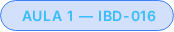 AULA 1 — IBD-016